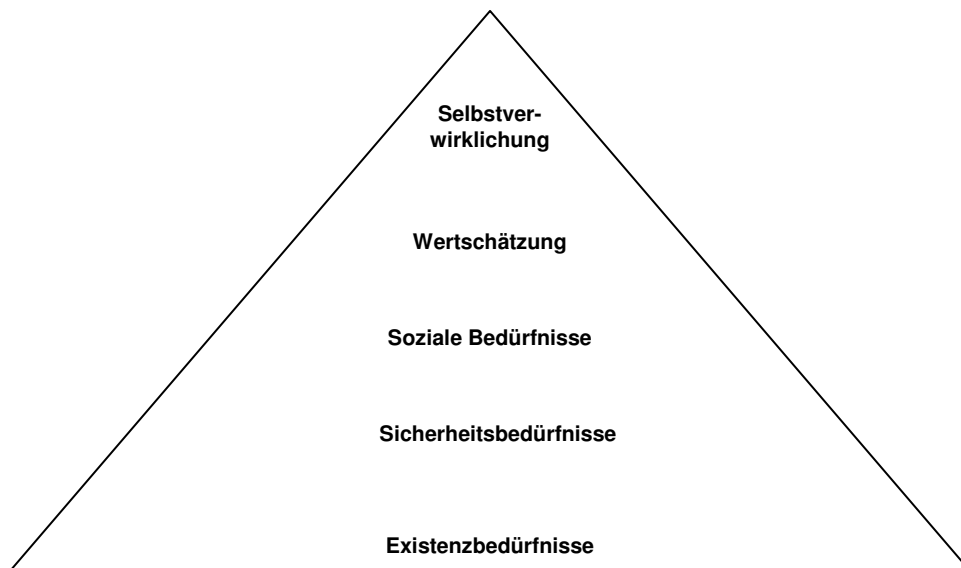 Selbstver-
wirklichung
Wertschätzung
Soziale Bedürfnisse
Sicherheitsbedürfnisse
Existenzbedürfnisse